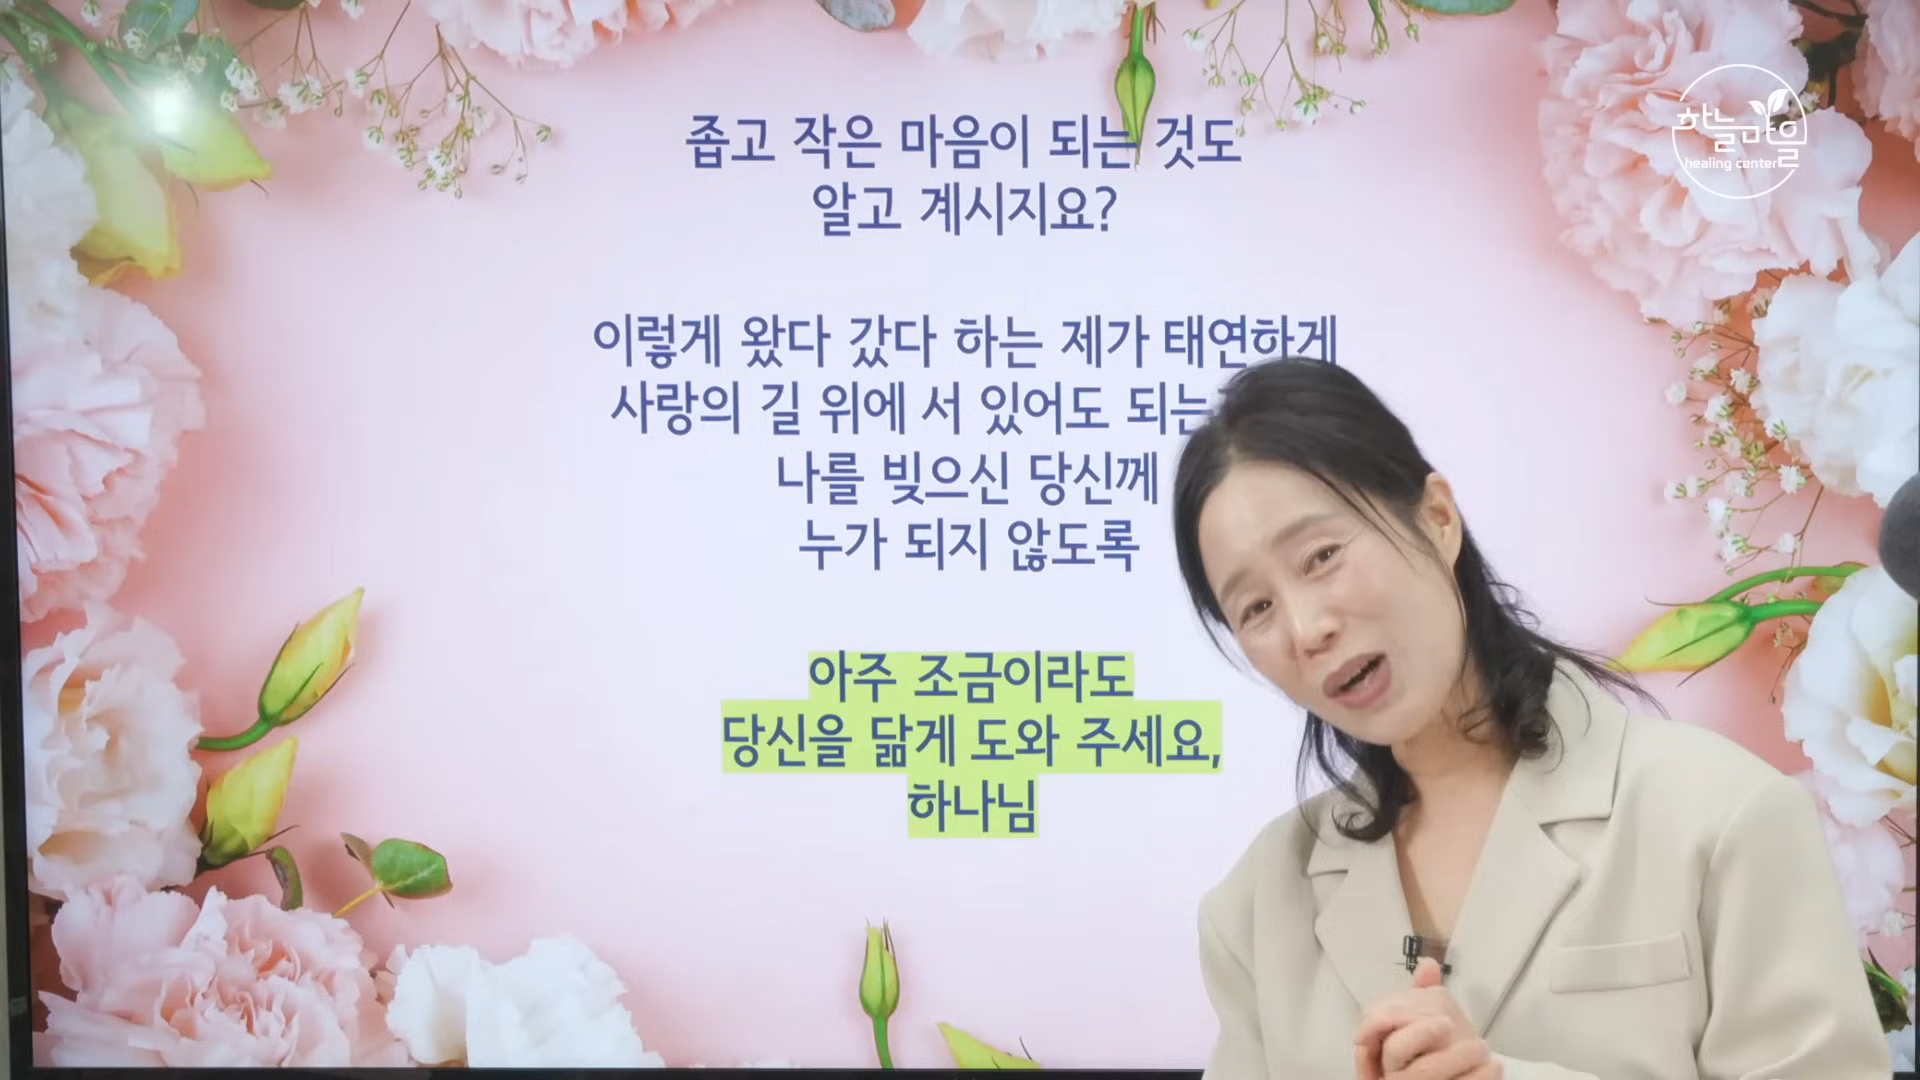 좁고 작은 마음이 되는 것도
알고 계시지요?
이렇게 왔다 갔다 하는 제가 태연하게
사랑의 길 위에 서 있어도 되는
나를 빚으신 당신께
누가 되지 않도록
아주 조금이라도
당신을 닮게 도와 주세요,
하나님
하늘마을
healing center